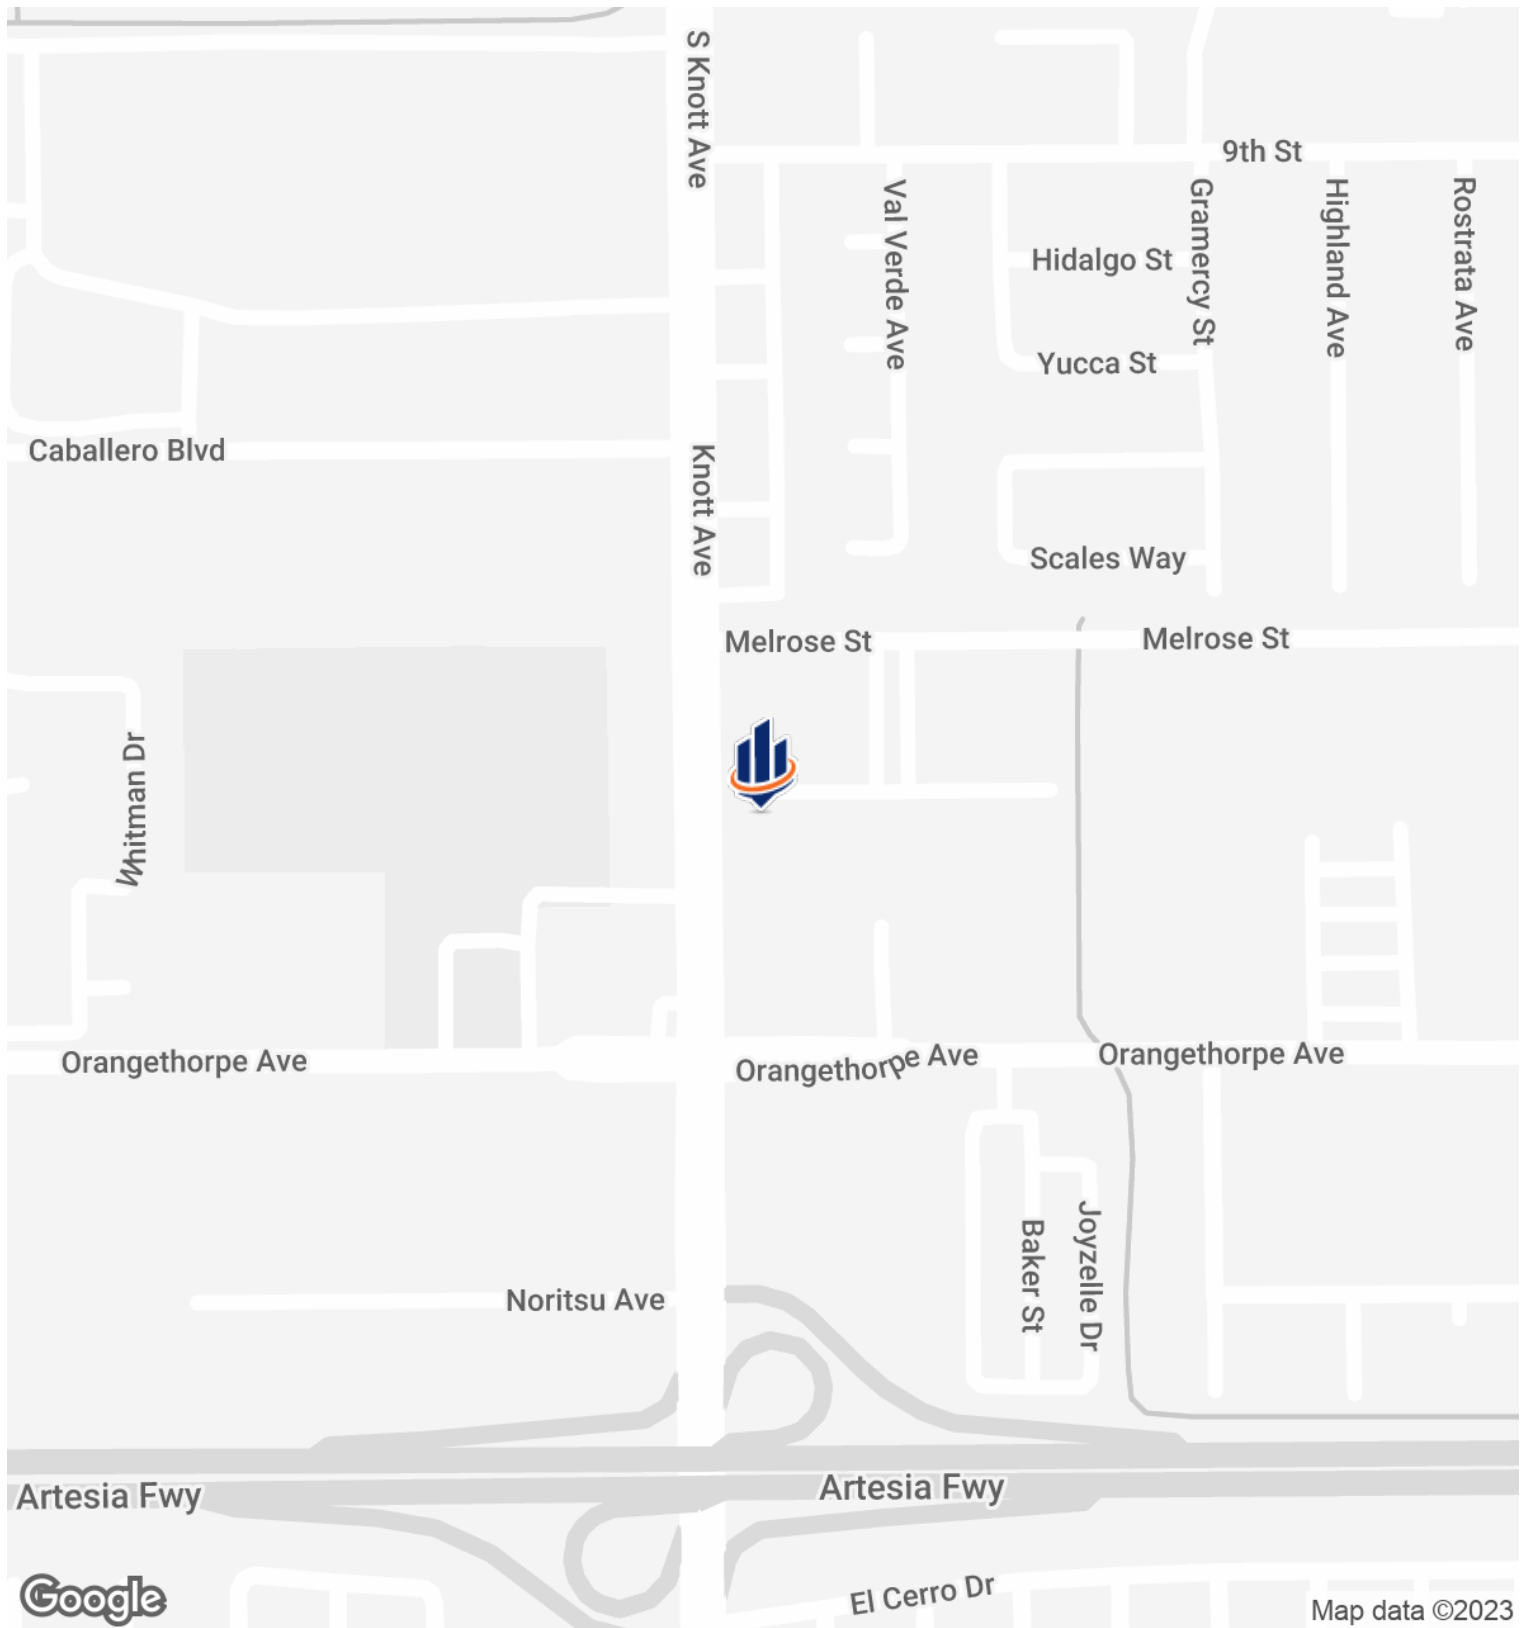 S Knott Ave
9th St
Val Verde Ave
Gramercy St
Highland Ave
Rostrata Ave
Hidalgo St
Yucca St
Caballero Blvd
Knott Ave
Scales Way
Melrose St
Melrose St
Whitman Dr
Orangethorpe Ave
Orangethorpe Ave
Orangethorpe Ave
Baker St
Joyzelle Dr
Noritsu Ave
Artesia Fwy
Artesia Fwy
El Cerro Dr
Google
Map data ©2023